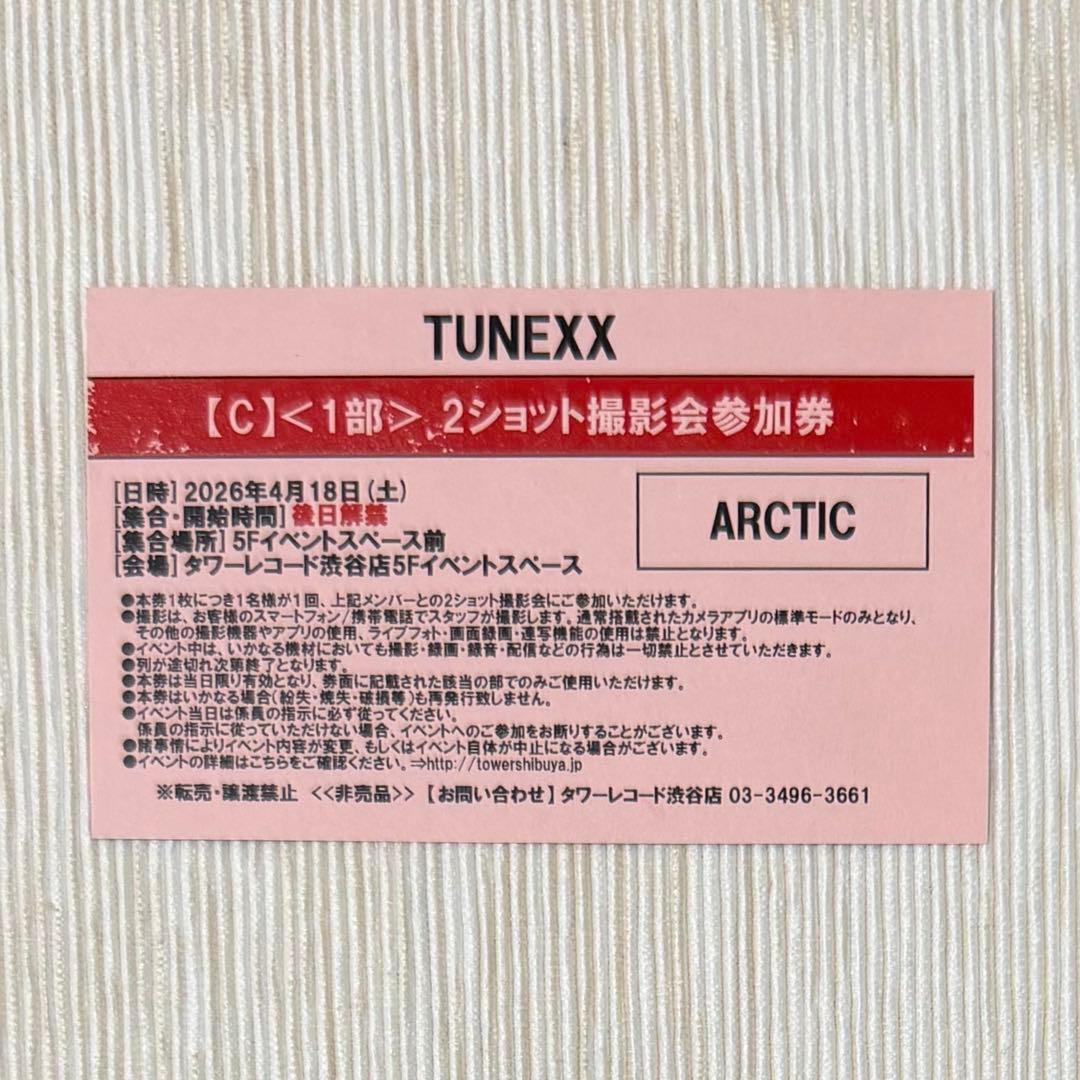 TUNEXX
【C】＜1部＞ 2ショット撮影会参加券
[日時] 2026年4月18日(土)
[集合・開始時間] 後日解禁
[集合場所] 5Fイベントスペース前
[会場] タワーレコード渋谷店5Fイベントスペース
ARCTIC
●本券1枚につき1名様が1回、上記メンバーとの2ショット撮影会にご参加いただけます。
●撮影は、お客様のスマートフォン/携帯電話でスタッフが撮影します。通常搭載されたカメラアプリの標準モードのみとなり、
その他の撮影機器やアプリの使用、ライブフォト・画面録画・連写機能の使用は禁止となります。
●イベント中は、いかなる機材においても撮影・録画・録音・配信などの行為は一切禁止とさせていただきます。
●列が途切れ次第終了となります。
●本券は当日限り有効となり、券面に記載された該当の部でのみご使用いただけます。
●本券はいかなる場合(紛失・焼失・破損等)も再発行致しません。
●イベント当日は係員の指示に必ず従ってください。
係員の指示に従っていただけない場合、イベントへのご参加をお断りすることがございます。
●諸事情によりイベント内容が変更、もしくはイベント自体が中止になる場合がございます。
●イベントの詳細はこちらをご確認ください。⇒http://towershibuya.jp
※転売・譲渡禁止 <<非売品>> 【お問い合わせ】タワーレコード渋谷店 03-3496-3661